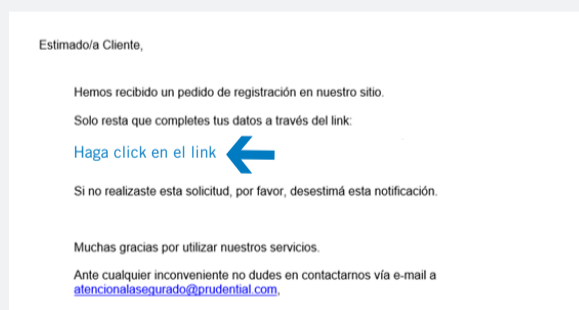 Estimado/a Cliente,
Hemos recibido un pedido de registración en nuestro sitio.
Solo resta que completes tus datos a través del link:
Haga click en el link
Si no realizaste esta solicitud, por favor, desestimá esta notificación.
Muchas gracias por utilizar nuestros servicios.
Ante cualquier inconveniente no dudes en contactarnos vía e-mail a
atencionalasegurado@prudential.com,